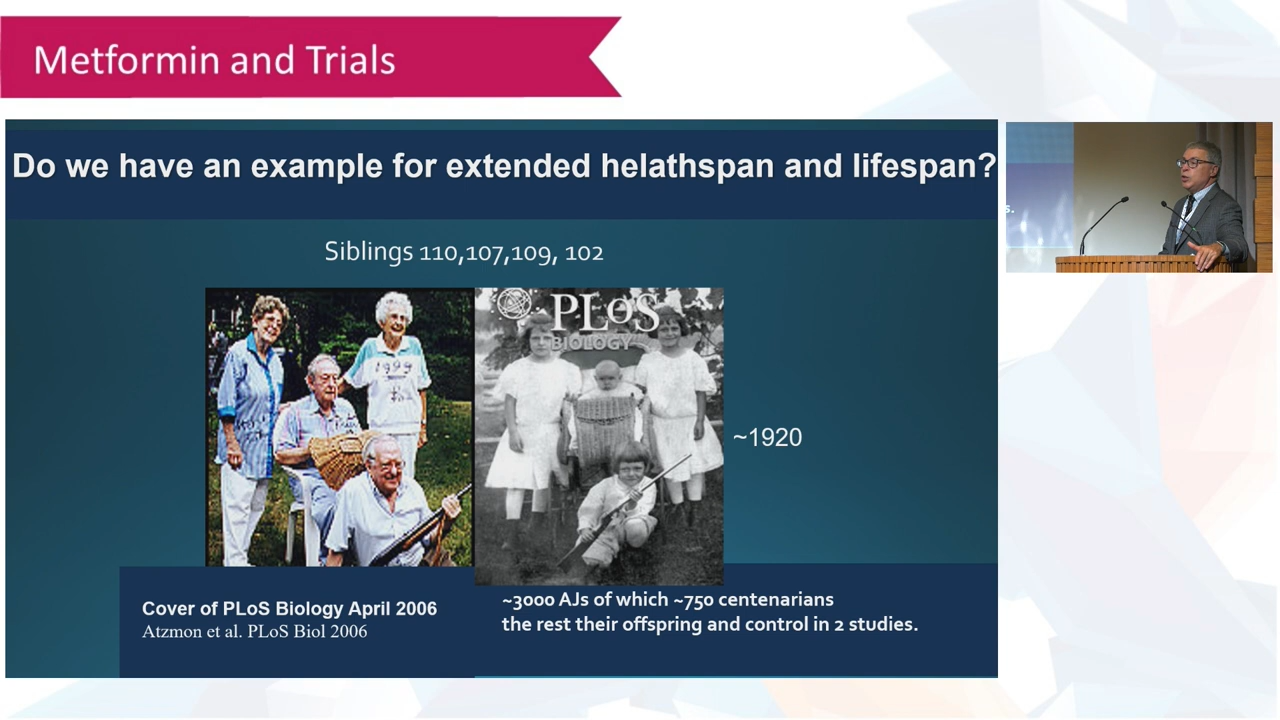 Metformin and Trials
Do we have an example for extended helathspan and lifespan?
Siblings 110,107,109, 102
1999
PLoS
BIOLOGY
~1920
s.
Cover of PLoS Biology April 2006
Atzmon et al. PLoS Biol 2006
~3000 AJs of which ~750 centenarians
the rest their offspring and control in 2 studies.